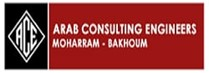 ACE
ARAB CONSULTING ENGINEERS
MOHARRAM - BAKHOUM